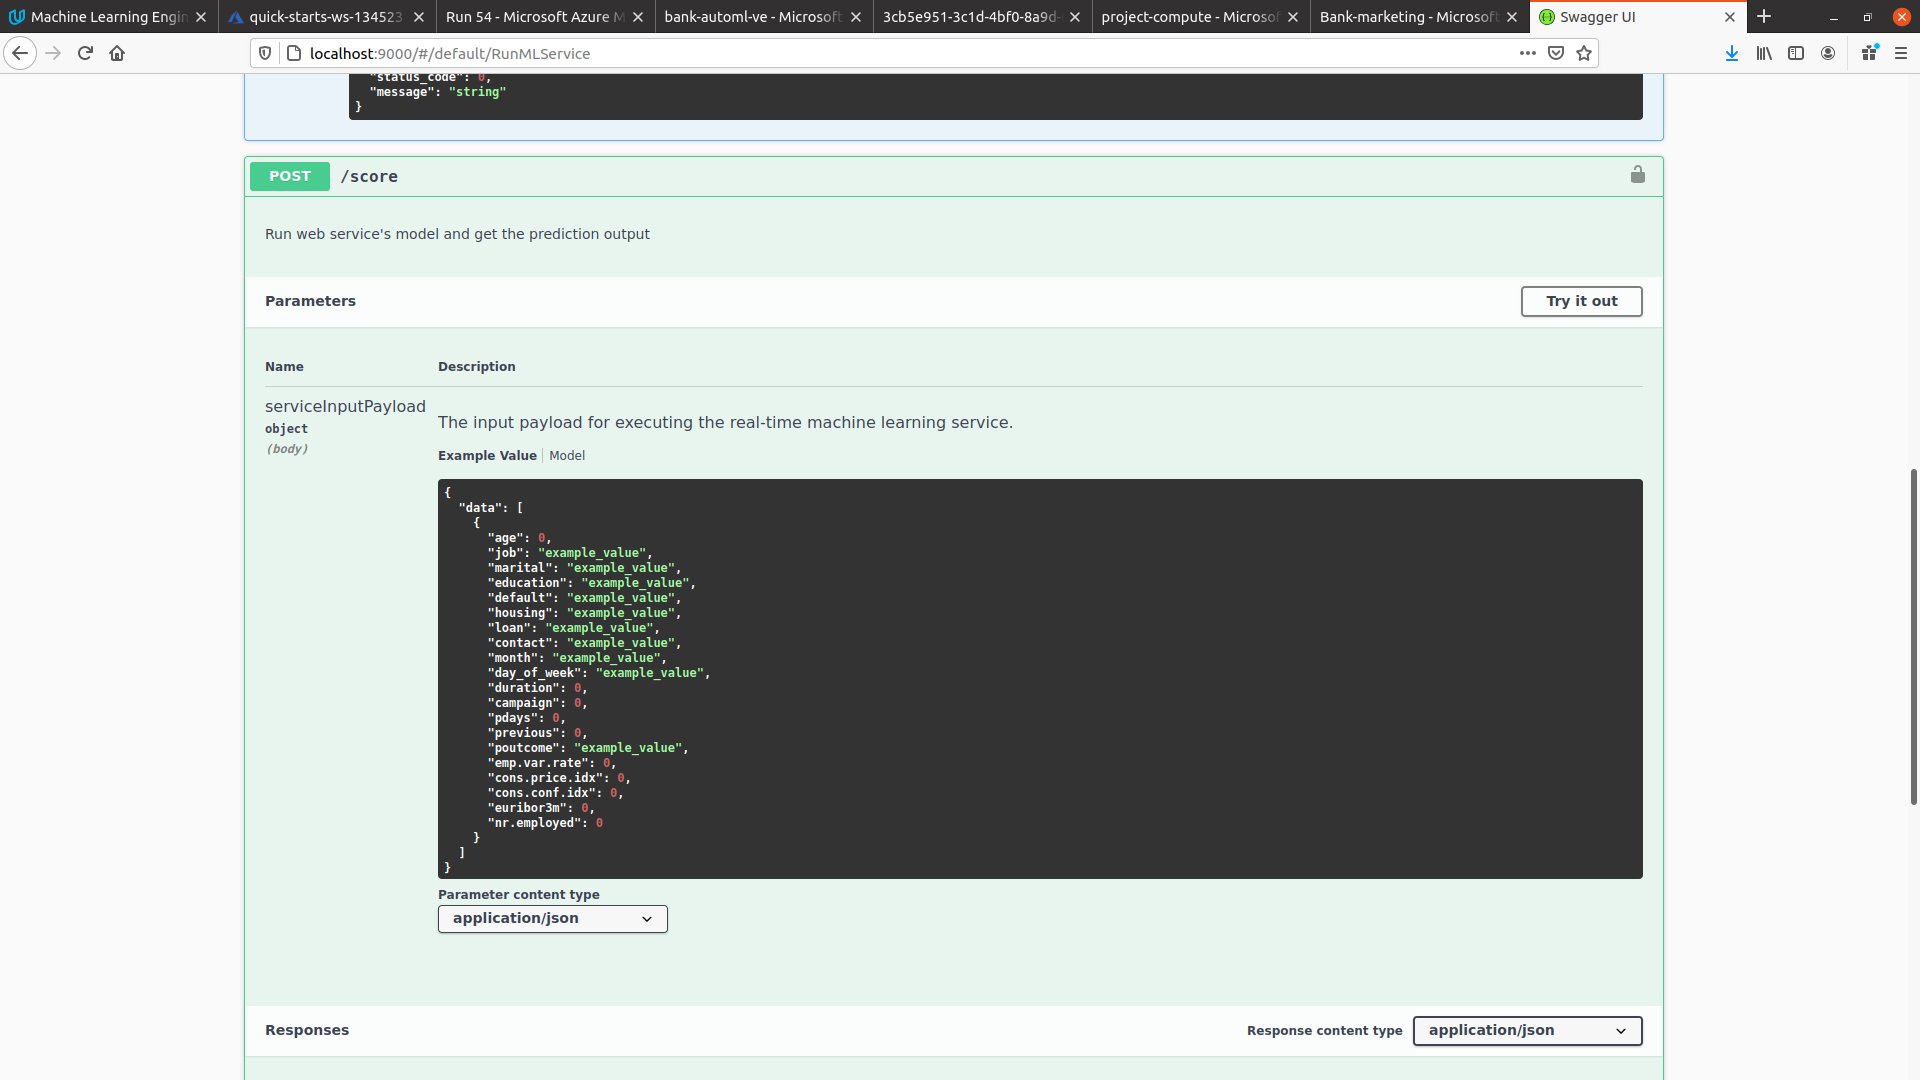 Machine Learning Engin
quick-starts-ws-134523
Run 54 - Microsoft Azure M
bank-automl-ve - Microsoft
3cb5e951-3c1d-4bf0-8a9d-
project-compute - Microsof
Bank-marketing - Microsoft
Swagger UI
localhost:9000/#/default/RunMLService
"status_code": 0,
"message": "string"
}
POST /score
Run web service's model and get the prediction output
Parameters
Try it out
Name Description
serviceInputPayload
object
(body)
The input payload for executing the real-time machine learning service.
Example Value Model
{
"data": [
{
"age": 0,
"job": "example_value",
"marital": "example_value",
"education": "example_value",
"default": "example_value",
"housing": "example_value",
"loan": "example_value",
"contact": "example_value",
"month": "example_value",
"day_of_week": "example_value",
"duration": 0,
"campaign": 0,
"pdays": 0,
"previous": 0,
"poutcome": "example_value",
"emp.var.rate": 0,
"cons.price.idx": 0,
"cons.conf.idx": 0,
"euribor3m": 0,
"nr.employed": 0
}
]
}
Parameter content type
application/json
Responses
Response content type application/json